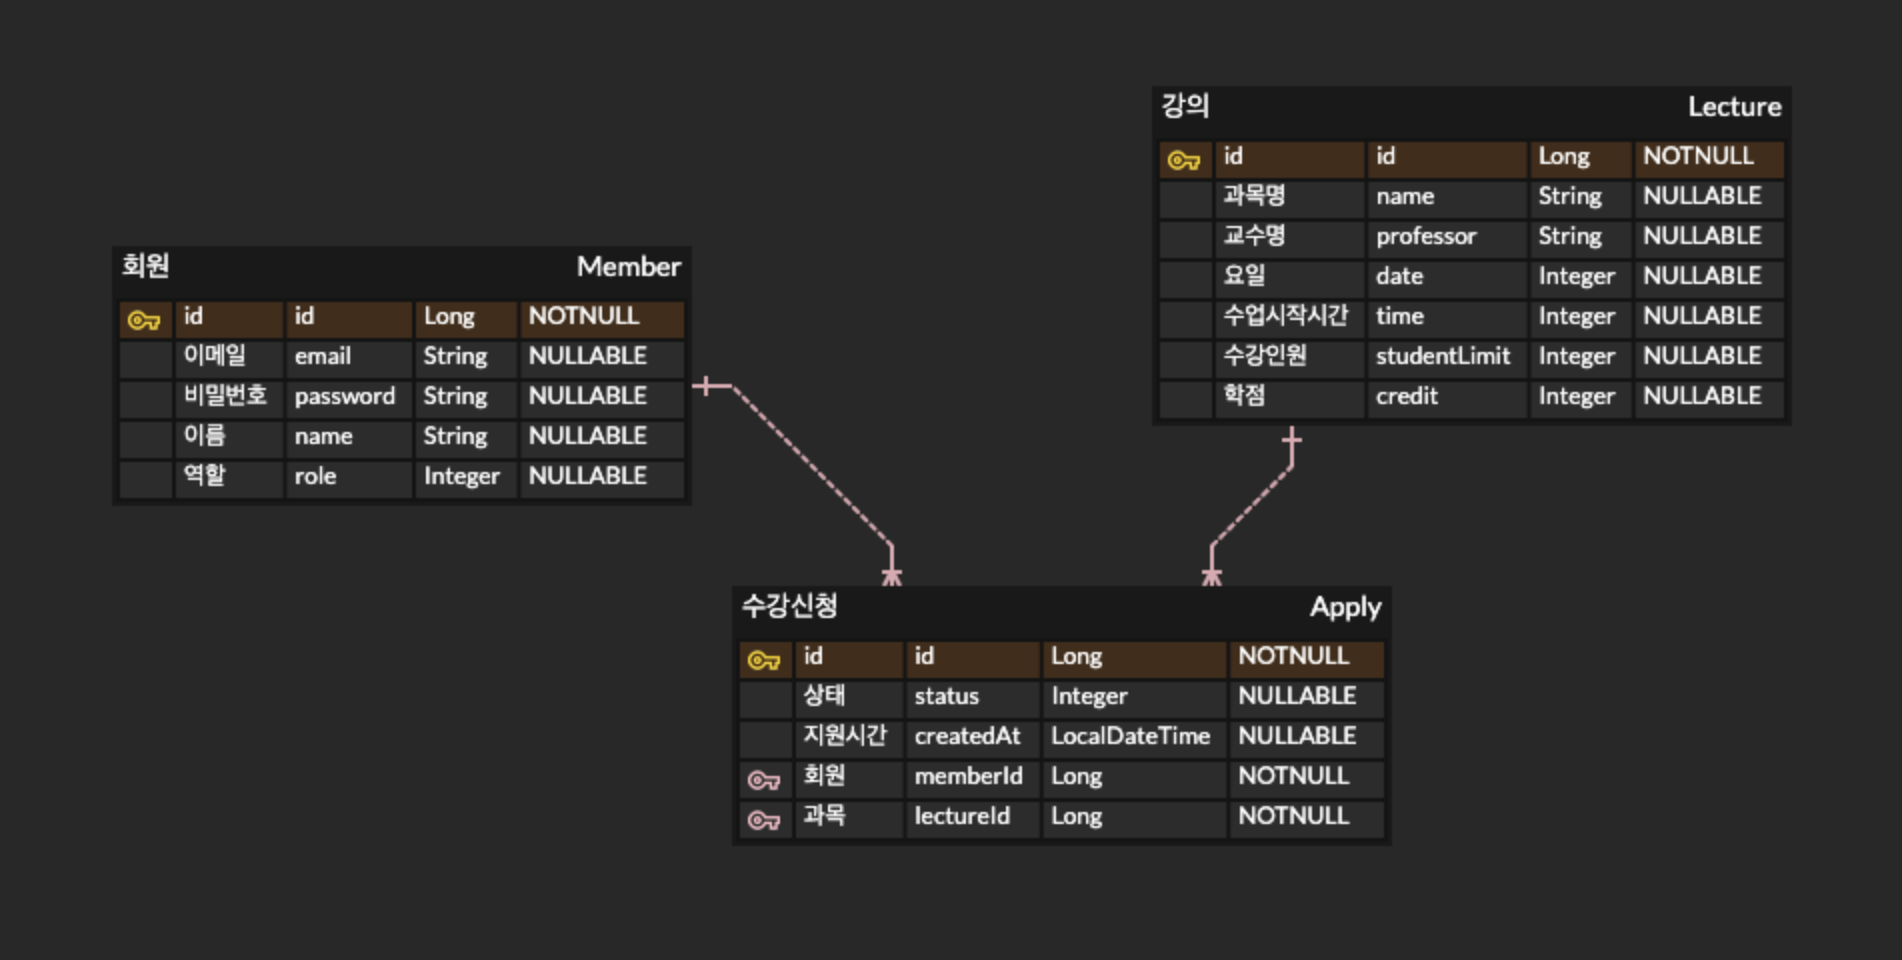 회원 Member
id id Long NOTNULL
이메일 email String NULLABLE
비밀번호 password String NULLABLE
이름 name String NULLABLE
역할 role Integer NULLABLE
강의 Lecture
id id Long NOTNULL
과목명 name String NULLABLE
교수명 professor String NULLABLE
요일 date Integer NULLABLE
수업시작시간 time Integer NULLABLE
수강인원 studentLimit Integer NULLABLE
학점 credit Integer NULLABLE
수강신청 Apply
id id Long NOTNULL
상태 status Integer NULLABLE
지원시간 createdAt LocalDateTime NULLABLE
회원 memberId Long NOTNULL
과목 lectureId Long NOTNULL